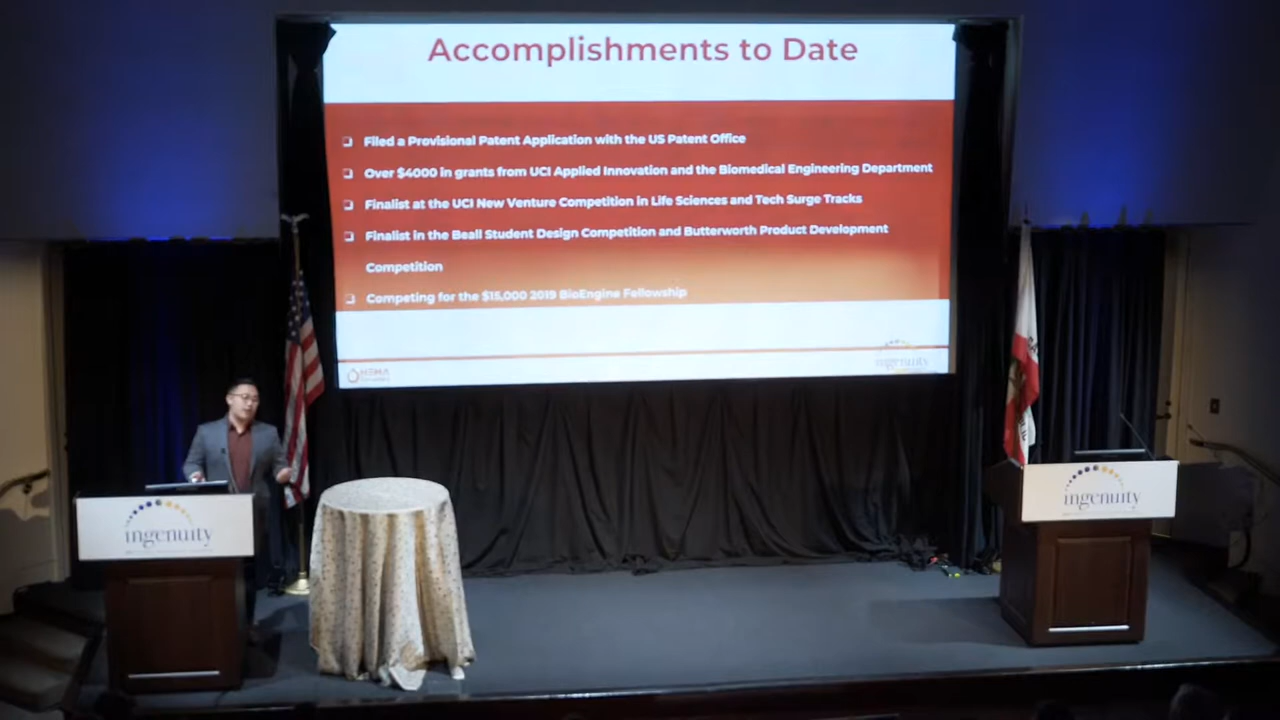 Accomplishments to Date
Filed a Provisional Patent Application with the US Patent Office
Over $4000 in grants from UCI Applied Innovation and the Biomedical Engineering Department
Finalist at the UCI New Venture Competition in Life Sciences and Tech Surge Tracks
Finalist in the Beall Student Design Competition and Butterworth Product Development
Competition
Competing for the $15,000 2019 BioEngine Fellowship
HEMA
ingenuity
ingenuity
ingenuity